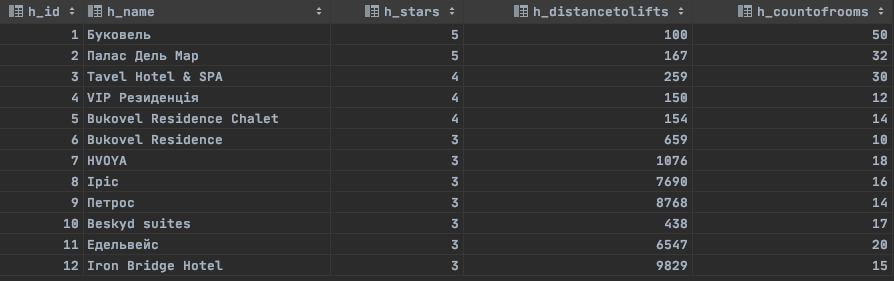 h_id h_name h_stars h_distancetolifts h_countofrooms
1 Буковель 5 100 50
2 Палас Дель Мар 5 167 32
3 Tavel Hotel & SPA 4 259 30
4 VIP Резиденція 4 150 12
5 Bukovel Residence Chalet 4 154 14
6 Bukovel Residence 3 659 10
7 HVOYA 3 1076 18
8 Іріс 3 7690 16
9 Петрос 3 8768 14
10 Beskyd suites 3 438 17
11 Едельвейс 3 6547 20
12 Iron Bridge Hotel 3 9829 15